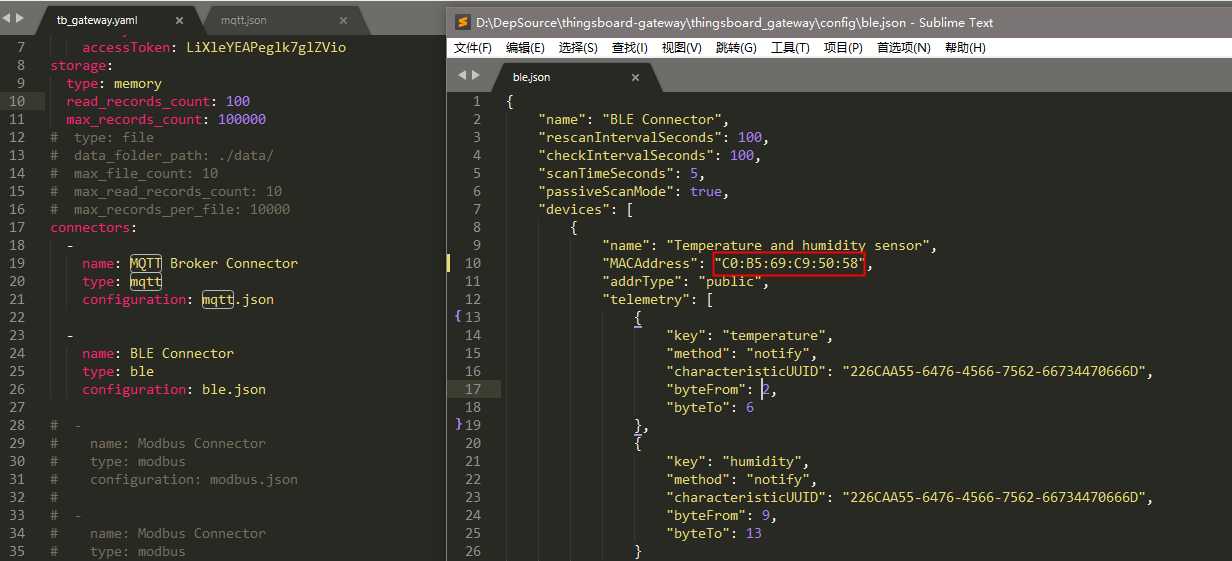 tb_gateway.yaml × mqtt.json ×
7 accessToken: LiXleYEAPeglk7glZVio
8 storage:
9 type: memory
10 read_records_count: 100
11 max_records_count: 100000
12 # type: file
13 # data_folder_path: ./data/
14 # max_file_count: 10
15 # max_read_records_count: 10
16 # max_records_per_file: 10000
17 connectors:
18 -
19 name: MQTT Broker Connector
20 type: mqtt
21 configuration: mqtt.json
22
23 -
24 name: BLE Connector
25 type: ble
26 configuration: ble.json
27
28 # -
29 # name: Modbus Connector
30 # type: modbus
31 # configuration: modbus.json
32 #
33 # -
34 # name: Modbus Connector
35 # type: modbus
D:\DepSource\thingsboard-gateway\thingsboard_gateway\config\ble.json - Sublime Text
文件(F) 编辑(E) 选择(S) 查找(I) 视图(V) 跳转(G) 工具(T) 项目(P) 首选项(N) 帮助(H)
ble.json ×
1 {
2 "name": "BLE Connector",
3 "rescanIntervalSeconds": 100,
4 "checkIntervalSeconds": 100,
5 "scanTimeSeconds": 5,
6 "passiveScanMode": true,
7 "devices": [
8 {
9 "name": "Temperature and humidity sensor",
10 "MACAddress": "C0:B5:69:C9:50:58",
11 "addrType": "public",
12 "telemetry": [
13 {
14 "key": "temperature",
15 "method": "notify",
16 "characteristicUUID": "226CAA55-6476-4566-7562-66734470666D",
17 "byteFrom": 2,
18 "byteTo": 6
19 },
20 {
21 "key": "humidity",
22 "method": "notify",
23 "characteristicUUID": "226CAA55-6476-4566-7562-66734470666D",
24 "byteFrom": 9,
25 "byteTo": 13
26 }